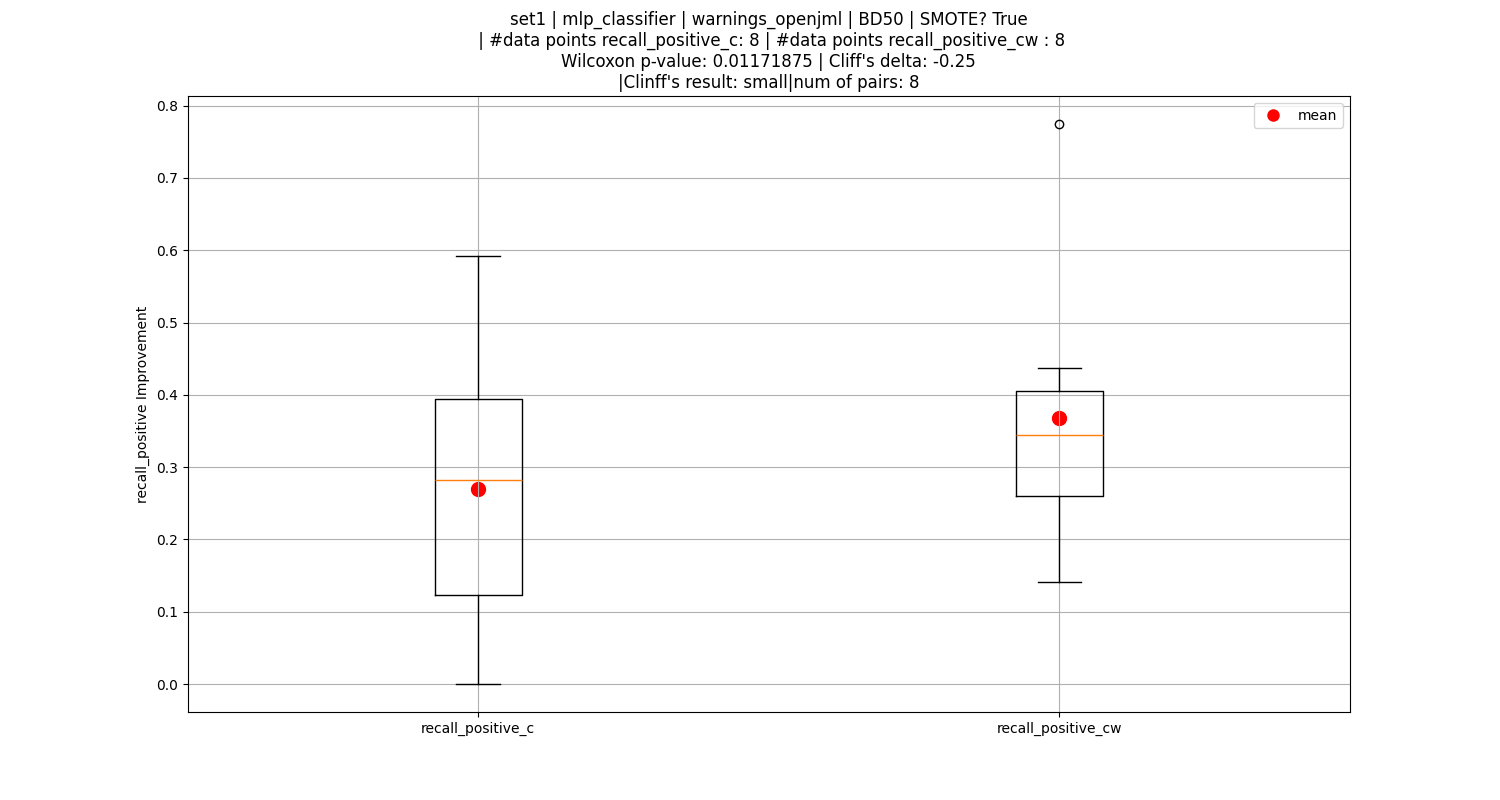 set1 | mlp_classifier | warnings_openjml | BD50 | SMOTE? True
| #data points recall_positive_c: 8 | #data points recall_positive_cw : 8
Wilcoxon p-value: 0.01171875 | Cliff's delta: -0.25
|Clinff's result: small|num of pairs: 8
mean
0.8
0.7
0.6
0.5
0.4
0.3
0.2
0.1
0.0
recall_positive Improvement
recall_positive_c
recall_positive_cw